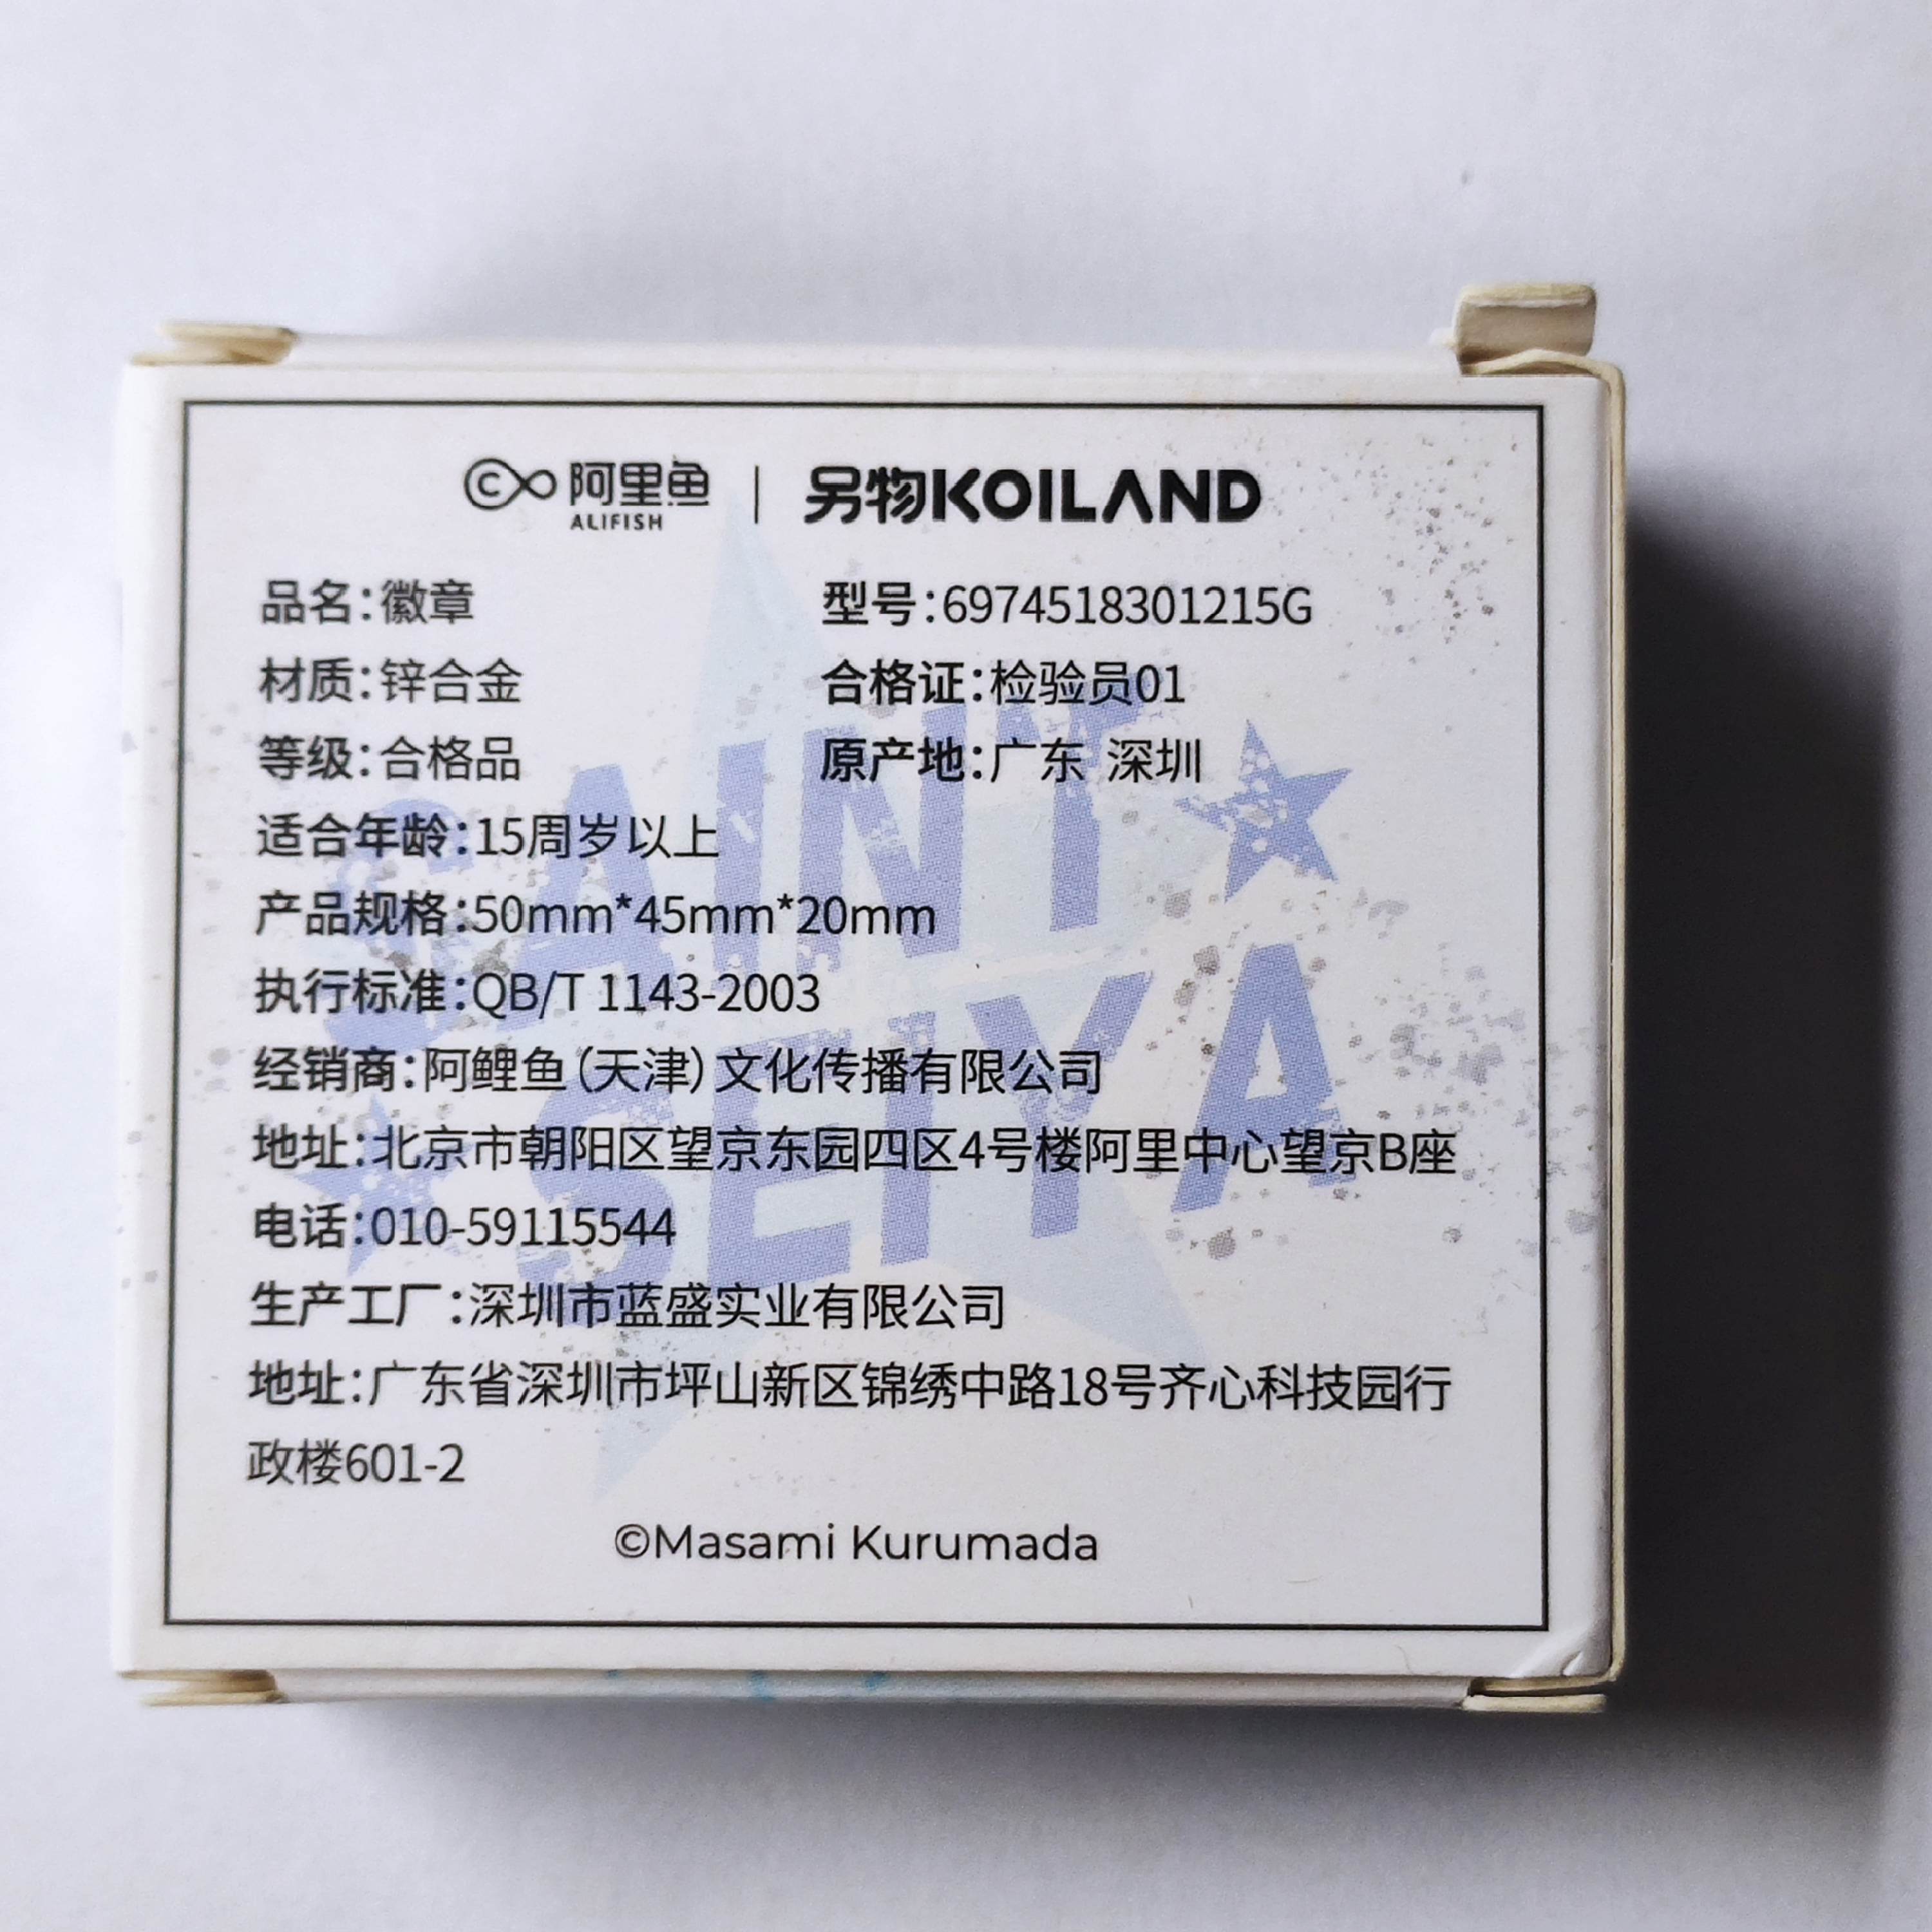 阿里鱼 | 另物KOILAND
ALIFISH
品名：徽章 型号：6974518301215G
材质：锌合金 合格证：检验员01
等级：合格品 原产地：广东 深圳
适合年龄：15周岁以上
产品规格：50mm*45mm*20mm
执行标准：QB/T 1143-2003
经销商：阿鲤鱼（天津）文化传播有限公司
地址：北京市朝阳区望京东园四区4号楼阿里中心望京B座
电话：010-59115544
生产工厂：深圳市蓝盛实业有限公司
地址：广东省深圳市坪山新区锦绣中路18号齐心科技园行
政楼601-2
©Masami Kurumada
SAINT
SEIYA